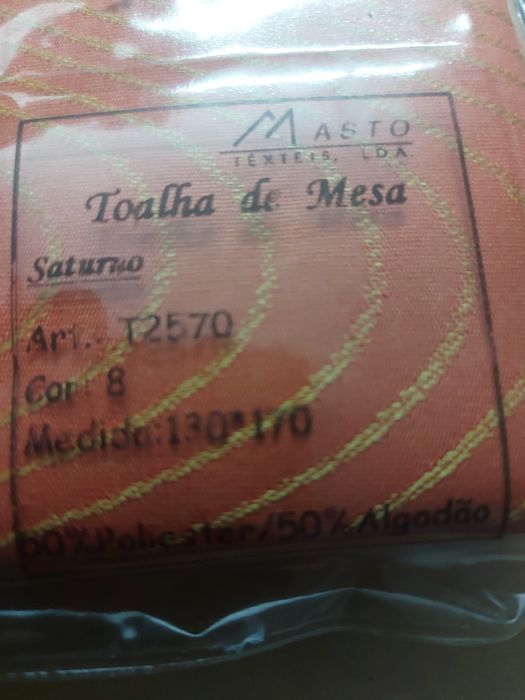 MASTO
TÊXTEIS, LDA
Toalha de Mesa
Saturno
Art.: T2570
Cor: 8
Medida:130*170
50%Poliester/50%Algodão